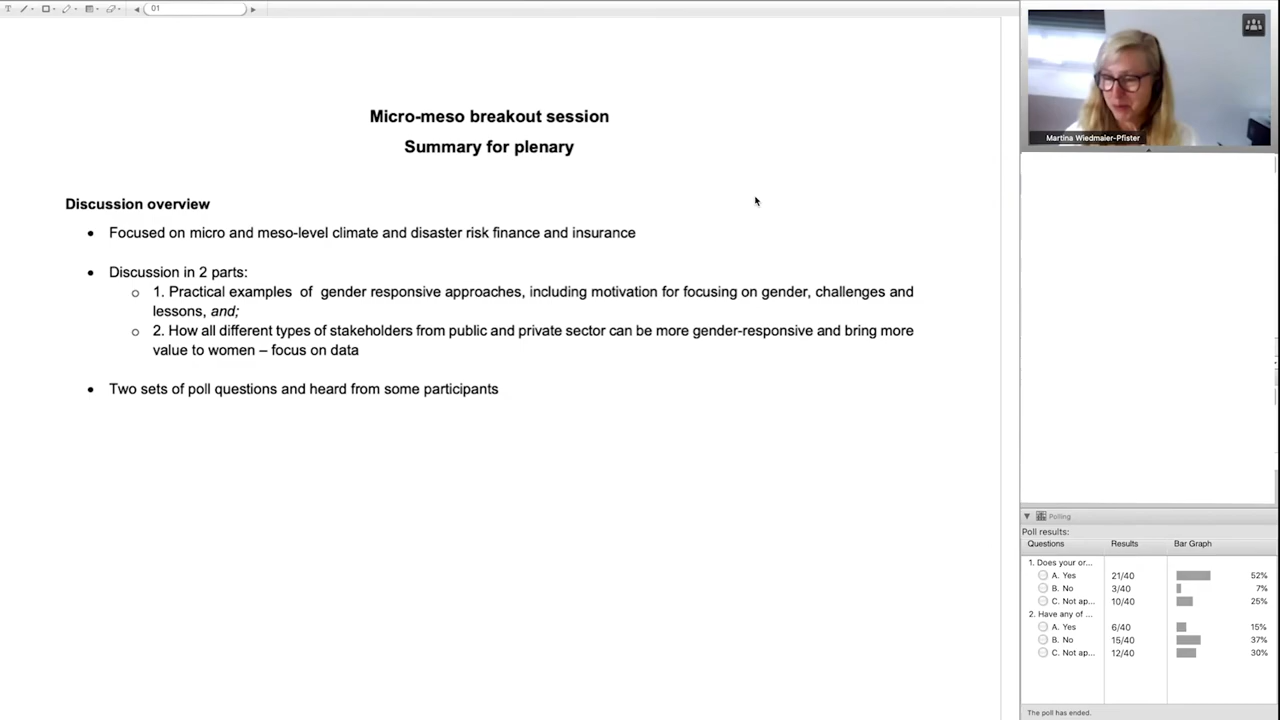 01
Micro-meso breakout session
Summary for plenary
Discussion overview
• Focused on micro and meso-level climate and disaster risk finance and insurance
• Discussion in 2 parts:
o 1. Practical examples of gender responsive approaches, including motivation for focusing on gender, challenges and
lessons, and;
o 2. How all different types of stakeholders from public and private sector can be more gender-responsive and bring more
value to women – focus on data
• Two sets of poll questions and heard from some participants
Martina Wiedmaier-Pfister
Polling
Poll results:
Questions Results Bar Graph
1. Does your or...
A. Yes 21/40 52%
B. No 3/40 7%
C. Not ap... 10/40 25%
2. Have any of ...
A. Yes 6/40 15%
B. No 15/40 37%
C. Not ap... 12/40 30%
The poll has ended.